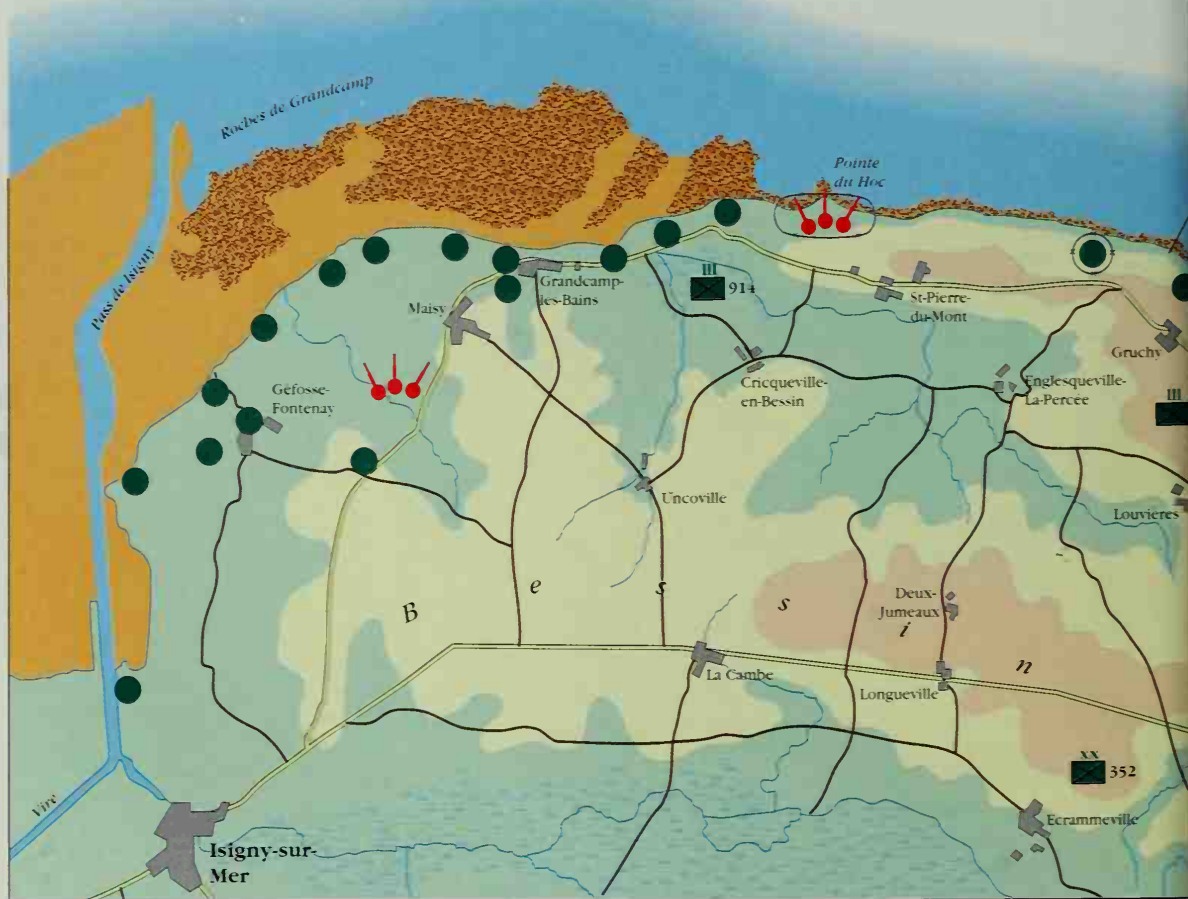 Roches de Grandcamp
Pointe
du Hoc
Pass de Isigny
Grandcamp-
les-Bains
III
914
St-Pierre-
du-Mont
Maisy
Gruchy
Géfosse-
Fontenay
Cricqueville-
en-Bessin
Englesqueville-
La-Percée
III
Uncoville
Louvieres
B e s s i n
Deux-
Jumeaux
La Cambe
Longueville
XX
352
Vire
Ecrammeville
Isigny-sur-
Mer